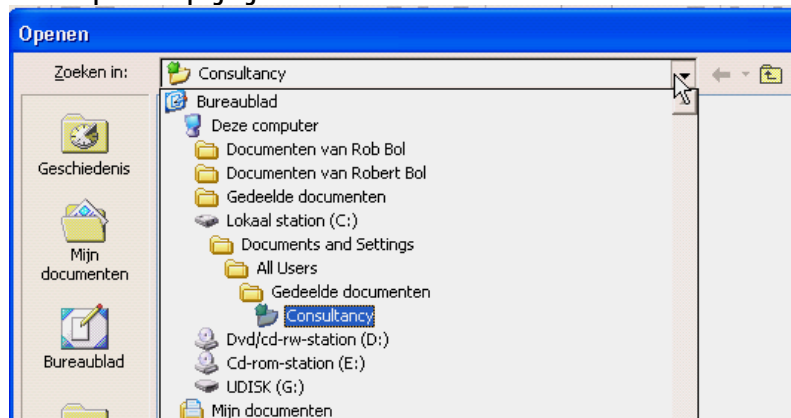 Openen
Zoeken in:
Consultancy
Bureaublad
Deze computer
Documenten van Rob Bol
Documenten van Robert Bol
Gedeelde documenten
Lokaal station (C:)
Documents and Settings
All Users
Gedeelde documenten
Consultancy
Dvd/cd-rw-station (D:)
Cd-rom-station (E:)
UDISK (G:)
Mijn documenten
Geschiedenis
Mijn
documenten
Bureaublad